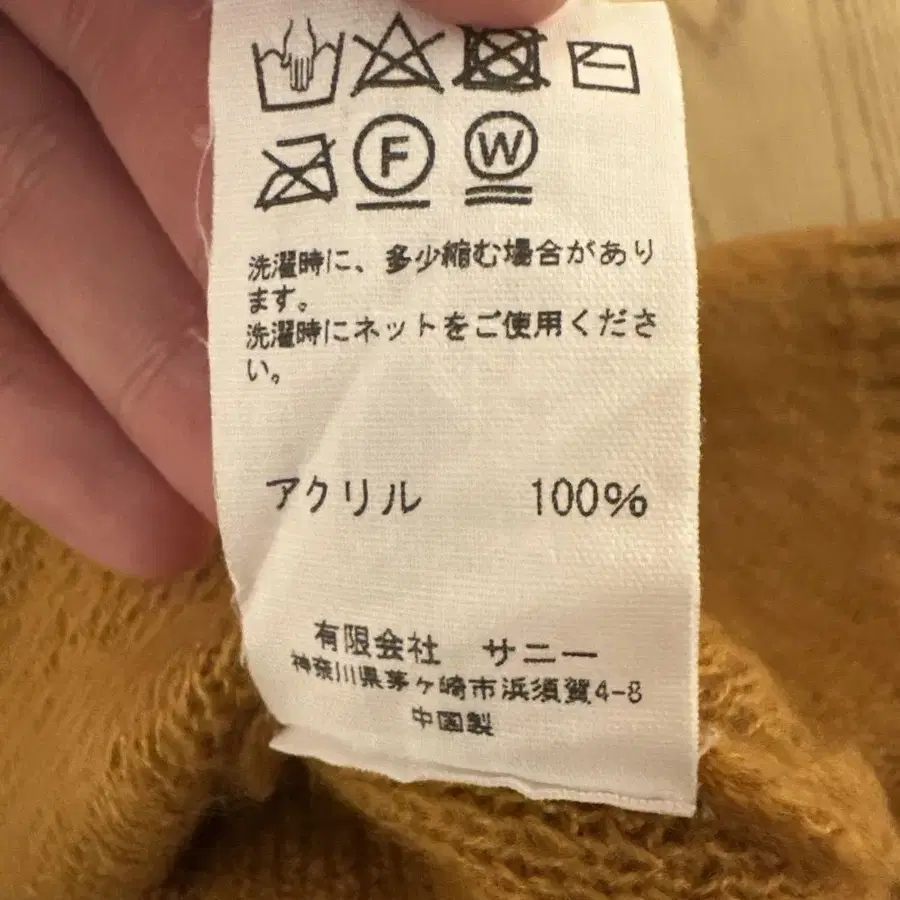 F W
洗濯時に、多少縮む場合があり
ます。
洗濯時にネットをご使用くださ
い。
アクリル 100%
有限会社 サニー
神奈川県茅ヶ崎市浜須賀4-8
中国製